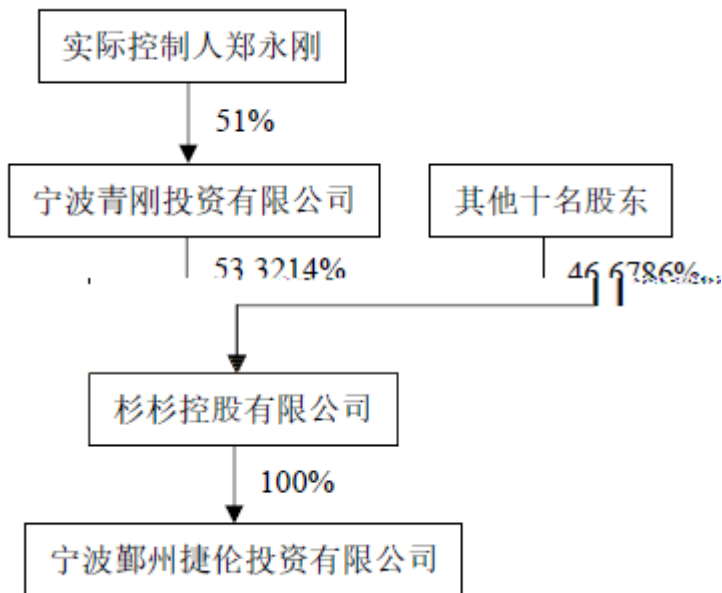 实际控制人郑永刚
51%
宁波青刚投资有限公司
其他十名股东
53.3214%
46.6786%
杉杉控股有限公司
100%
宁波鄞州捷伦投资有限公司